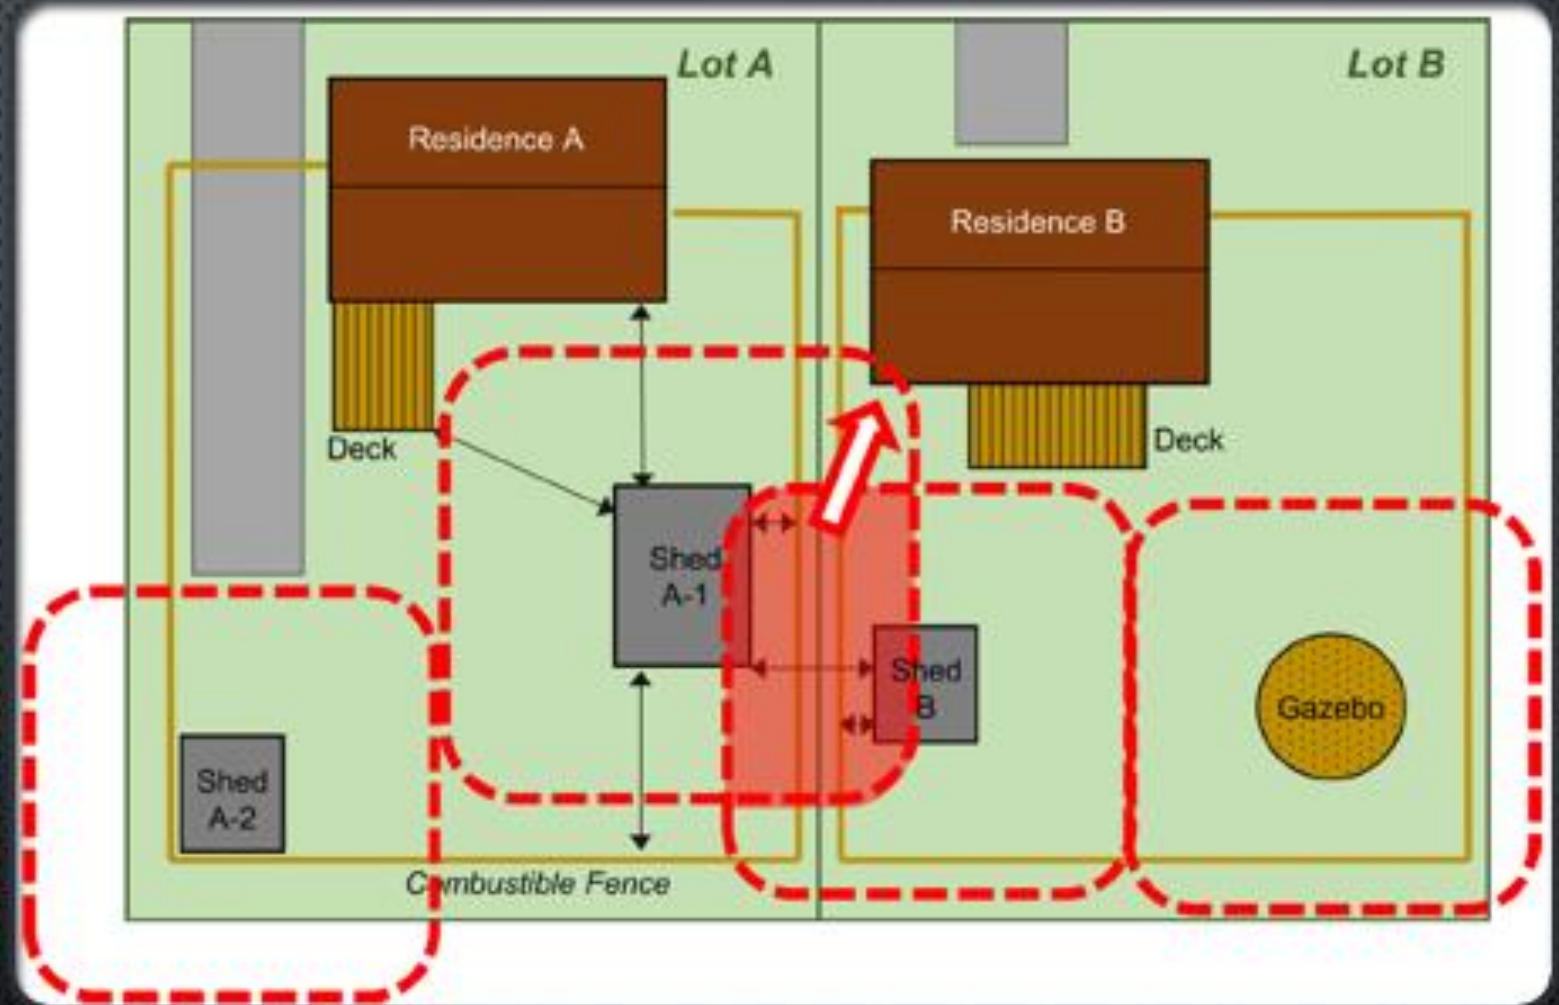 Lot A
Lot B
Residence A
Residence B
Deck
Deck
Shed
A-1
Shed
B
Gazebo
Shed
A-2
Combustible Fence